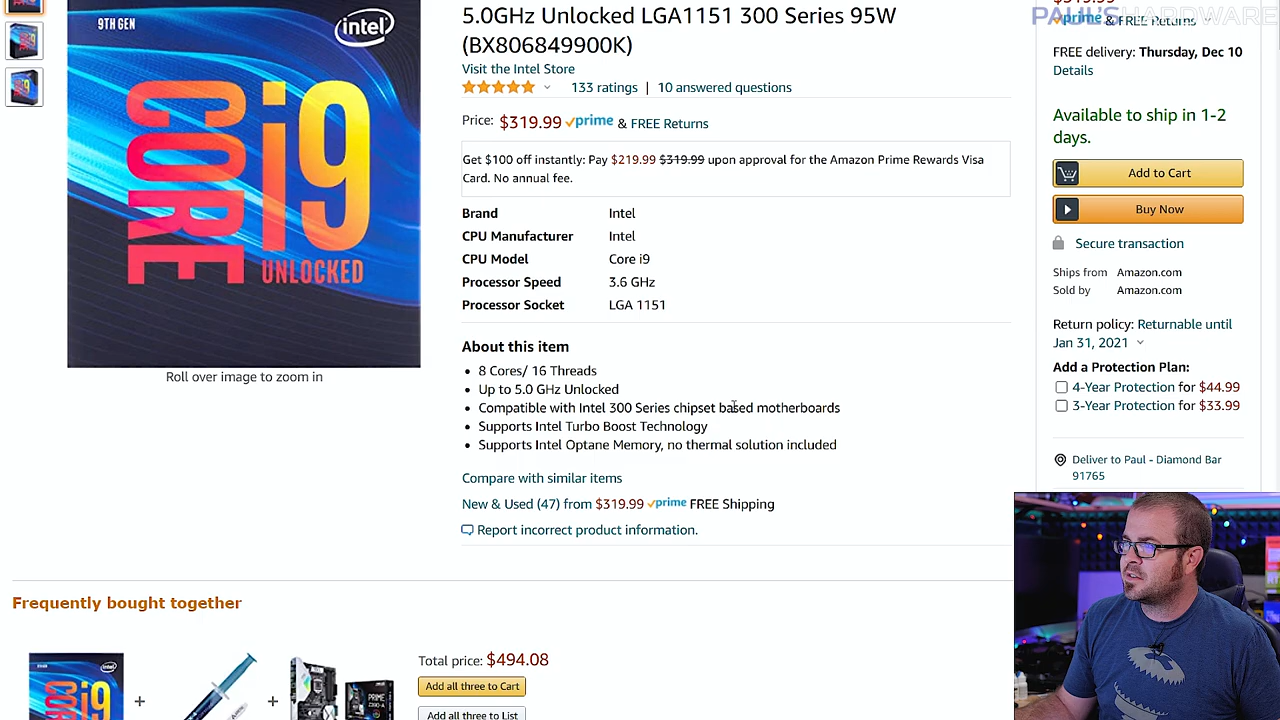 5.0GHz Unlocked LGA1151 300 Series 95W
(BX806849900K)
Visit the Intel Store
133 ratings | 10 answered questions
Price: $319.99 prime & FREE Returns
Get $100 off instantly: Pay $219.99 $319.99 upon approval for the Amazon Prime Rewards Visa
Card. No annual fee.
Brand Intel
CPU Manufacturer Intel
CPU Model Core i9
Processor Speed 3.6 GHz
Processor Socket LGA 1151
About this item
• 8 Cores/ 16 Threads
• Up to 5.0 GHz Unlocked
• Compatible with Intel 300 Series chipset based motherboards
• Supports Intel Turbo Boost Technology
• Supports Intel Optane Memory, no thermal solution included
Compare with similar items
New & Used (47) from $319.99 prime FREE Shipping
Report incorrect product information.
9TH GEN
intel
CORE
i9
UNLOCKED
Roll over image to zoom in
PAUL'S HARDWARE
prime & FREE Returns
FREE delivery: Thursday, Dec 10
Details
Available to ship in 1-2
days.
Add to Cart
Buy Now
Secure transaction
Ships from Amazon.com
Sold by Amazon.com
Return policy: Returnable until
Jan 31, 2021
Add a Protection Plan:
4-Year Protection for $44.99
3-Year Protection for $33.99
Deliver to Paul - Diamond Bar
91765
Frequently bought together
intel
i9
+
+
PRIME
Total price: $494.08
Add all three to Cart
Add all three to List